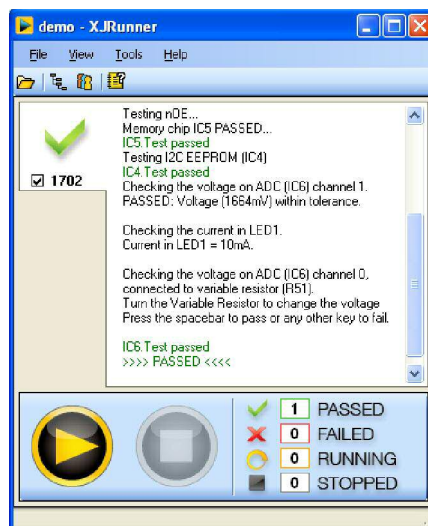 demo - XJRunner
File View Tools Help
Testing nOE...
Memory chip IC5 PASSED...
IC5.Test passed
Testing I2C EEPROM (IC4)
IC4.Test passed
Checking the voltage on ADC (IC6) channel 1.
PASSED: Voltage (1664mV) within tolerance.
Checking the current in LED1.
Current in LED1 = 10mA.
Checking the voltage on ADC (IC6) channel 0,
connected to variable resistor (R51).
Turn the Variable Resistor to change the voltage
Press the spacebar to pass or any other key to fail.
IC6.Test passed
>>>> PASSED <<<<
1702
1 PASSED
0 FAILED
0 RUNNING
0 STOPPED